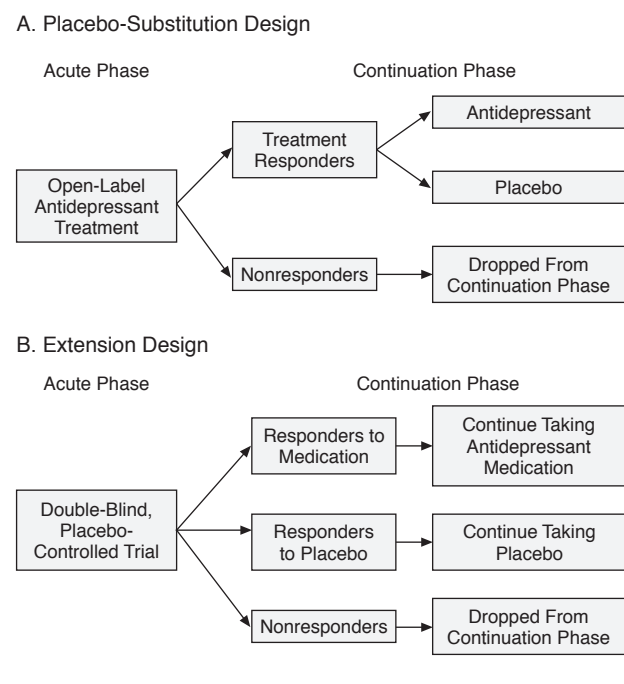 A. Placebo-Substitution Design
Acute Phase
Continuation Phase
Open-Label
Antidepressant
Treatment
Treatment
Responders
Nonresponders
Antidepressant
Placebo
Dropped From
Continuation Phase
B. Extension Design
Acute Phase
Continuation Phase
Double-Blind,
Placebo-
Controlled Trial
Responders to
Medication
Continue Taking
Antidepressant
Medication
Responders
to Placebo
Continue Taking
Placebo
Nonresponders
Dropped From
Continuation Phase